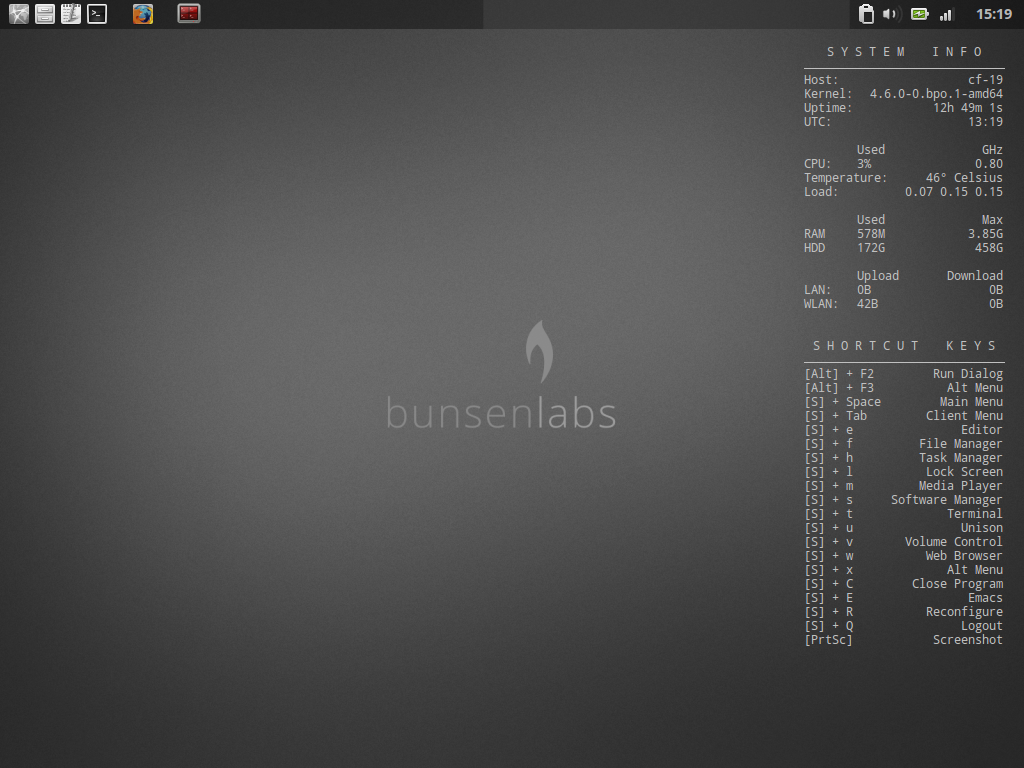 >_
15:19
SYSTEM INFO
Host: cf-19
Kernel: 4.6.0-0.bpo.1-amd64
Uptime: 12h 49m 1s
UTC: 13:19
Used GHz
CPU: 3% 0.80
Temperature: 46° Celsius
Load: 0.07 0.15 0.15
Used Max
RAM 578M 3.85G
HDD 172G 458G
Upload Download
LAN: 0B 0B
WLAN: 42B 0B
bunsenlabs
SHORTCUT KEYS
[Alt] + F2 Run Dialog
[Alt] + F3 Alt Menu
[S] + Space Main Menu
[S] + Tab Client Menu
[S] + e Editor
[S] + f File Manager
[S] + h Task Manager
[S] + l Lock Screen
[S] + m Media Player
[S] + s Software Manager
[S] + t Terminal
[S] + u Unison
[S] + v Volume Control
[S] + w Web Browser
[S] + x Alt Menu
[S] + C Close Program
[S] + E Emacs
[S] + R Reconfigure
[S] + Q Logout
[PrtSc] Screenshot